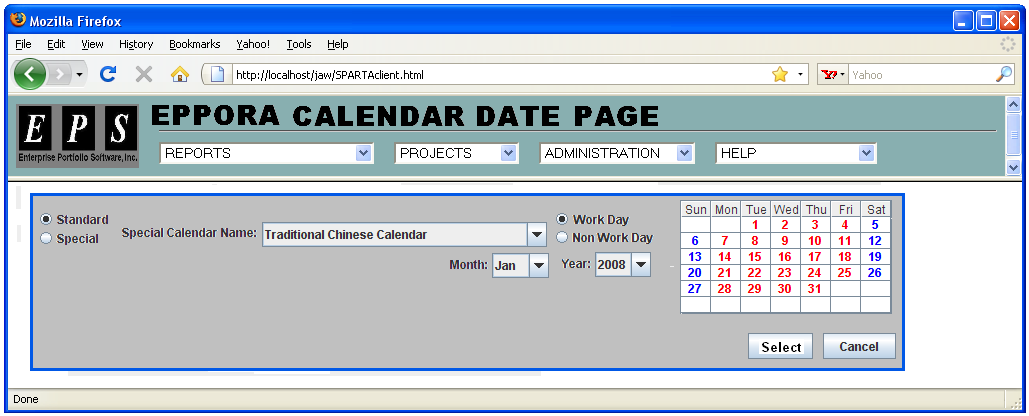 Mozilla Firefox
File Edit View History Bookmarks Yahoo! Tools Help
http://localhost/jaw/SPARTAclient.html Y! Yahoo
EPS
Enterprise Portfolio Software, Inc.
EPPORA CALENDAR DATE PAGE
REPORTS PROJECTS ADMINISTRATION HELP
Standard
Special
Special Calendar Name: Traditional Chinese Calendar
Work Day
Non Work Day
Month: Jan Year: 2008
Sun Mon Tue Wed Thu Fri Sat
1 2 3 4 5
6 7 8 9 10 11 12
13 14 15 16 17 18 19
20 21 22 23 24 25 26
27 28 29 30 31
Select Cancel
Done